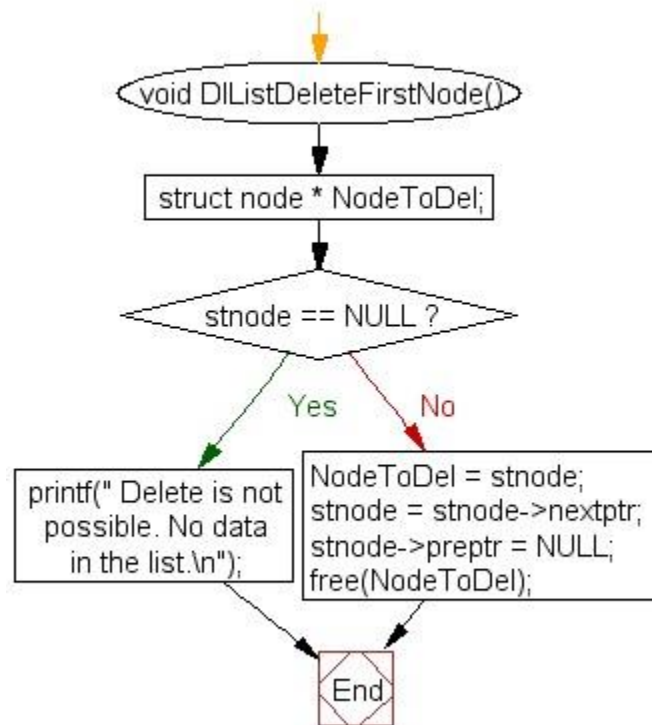 void DlListDeleteFirstNode()
struct node * NodeToDel;
stnode == NULL ?
Yes
No
printf(" Delete is not
possible. No data
in the list.\n");
NodeToDel = stnode;
stnode = stnode->nextptr;
stnode->preptr = NULL;
free(NodeToDel);
End